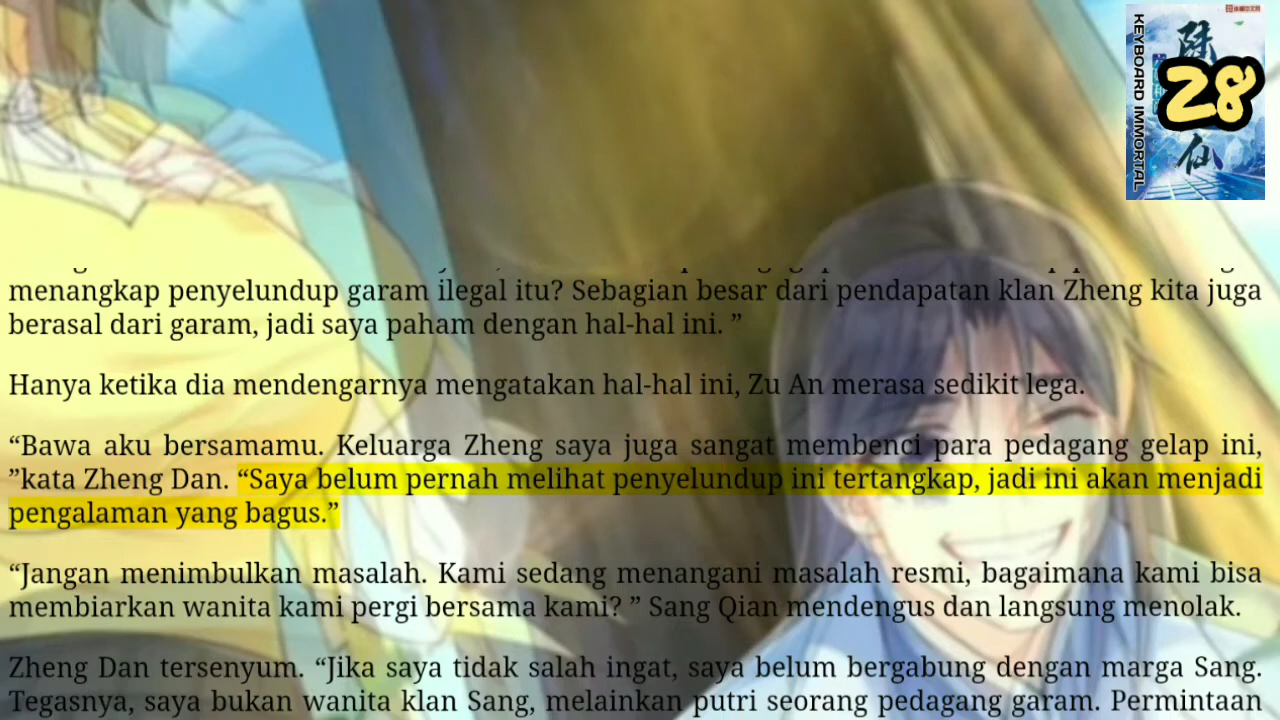 28
KEYBOARD IMMORTAL
陆
仙
menangkap penyelundup garam ilegal itu? Sebagian besar dari pendapatan klan Zheng kita juga
berasal dari garam, jadi saya paham dengan hal-hal ini. ”
Hanya ketika dia mendengarnya mengatakan hal-hal ini, Zu An merasa sedikit lega.
“Bawa aku bersamamu. Keluarga Zheng saya juga sangat membenci para pedagang gelap ini,
”kata Zheng Dan. “Saya belum pernah melihat penyelundup ini tertangkap, jadi ini akan menjadi
pengalaman yang bagus.”
“Jangan menimbulkan masalah. Kami sedang menangani masalah resmi, bagaimana kami bisa
membiarkan wanita kami pergi bersama kami? ” Sang Qian mendengus dan langsung menolak.
Zheng Dan tersenyum. “Jika saya tidak salah ingat, saya belum bergabung dengan marga Sang.
Tegasnya, saya bukan wanita klan Sang, melainkan putri seorang pedagang garam. Permintaan